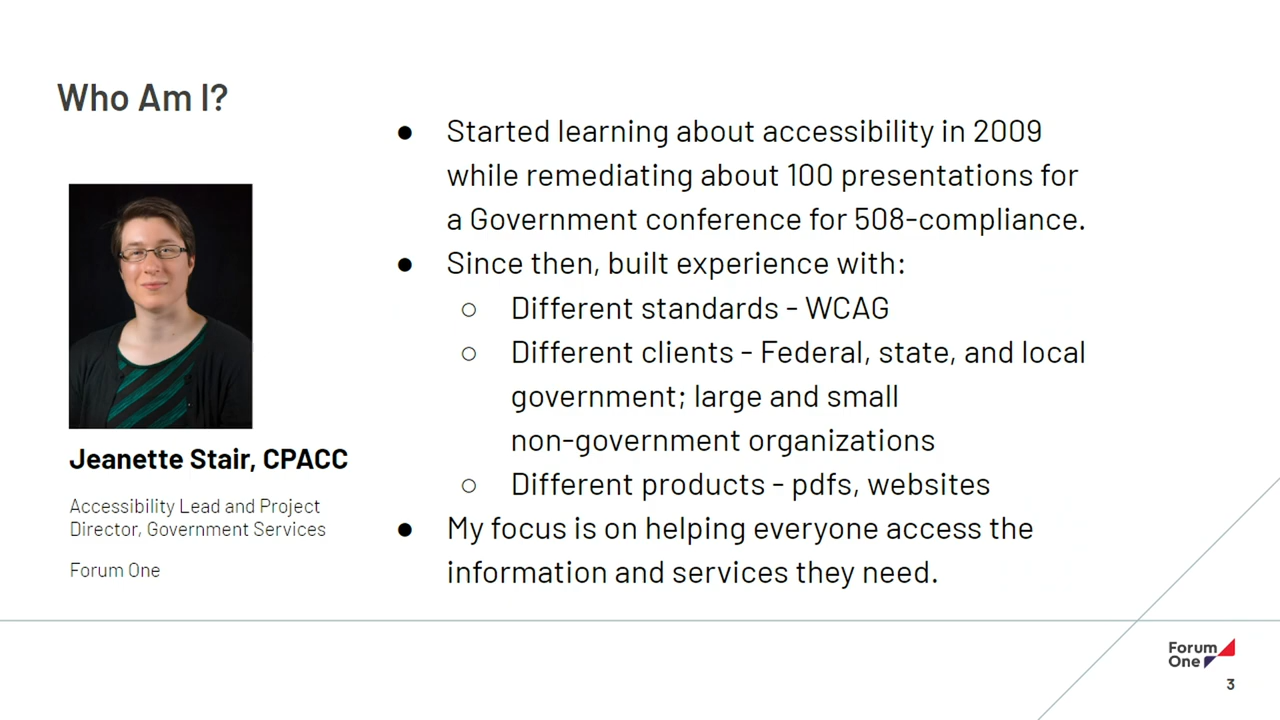 Who Am I?
Jeanette Stair, CPACC
Accessibility Lead and Project
Director, Government Services
Forum One
● Started learning about accessibility in 2009
while remediating about 100 presentations for
a Government conference for 508-compliance.
● Since then, built experience with:
○ Different standards - WCAG
○ Different clients - Federal, state, and local
government; large and small
non-government organizations
○ Different products - pdfs, websites
● My focus is on helping everyone access the
information and services they need.
Forum
One
3